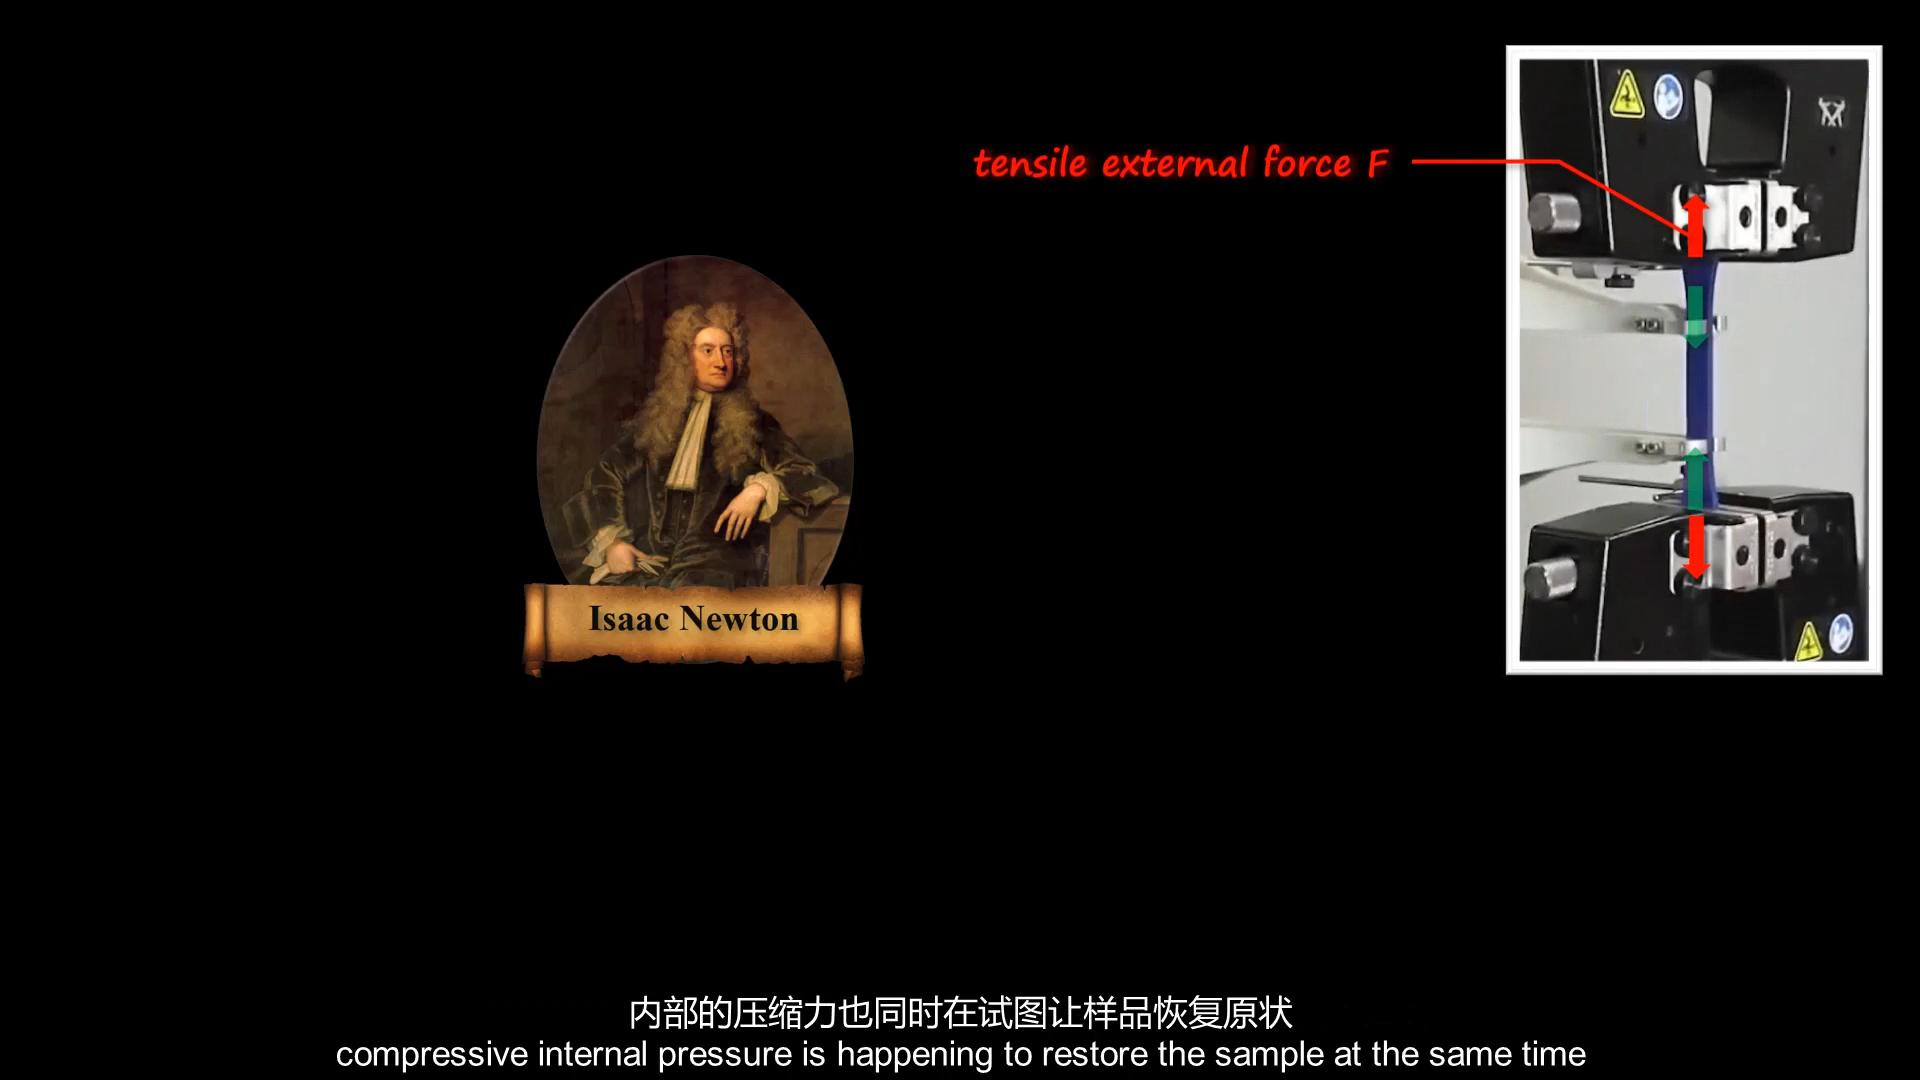 tensile external force F
Isaac Newton
内部的压缩力也同时在试图让样品恢复原状
compressive internal pressure is happening to restore the sample at the same time